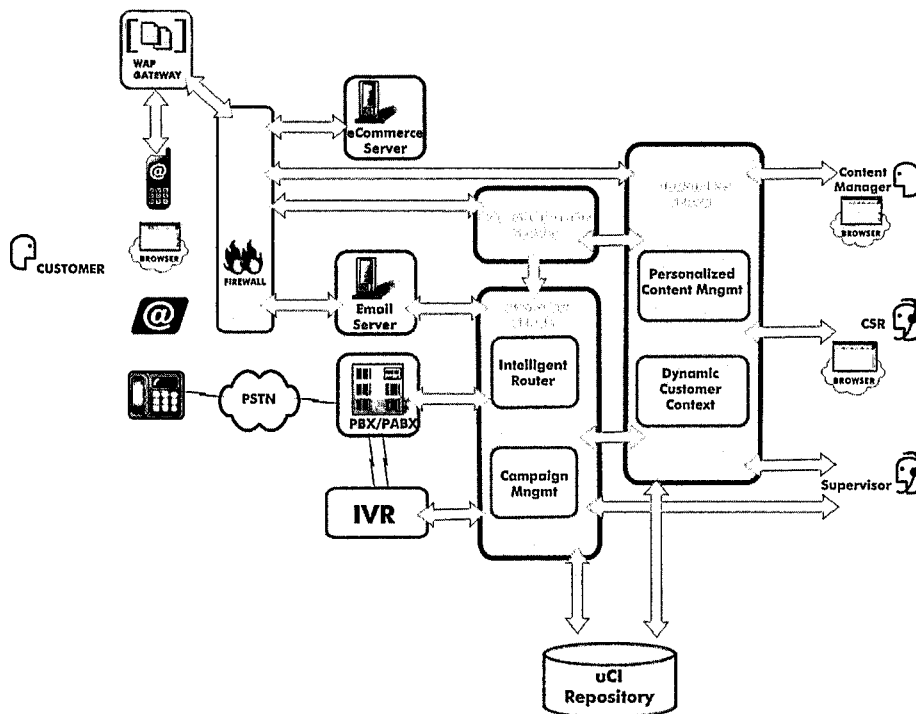 WAP
GATEWAY
eCommerce
Server
Content
Manager
BROWSER
BROWSER
CUSTOMER
FIREWALL
Personalized
Content Mngmt
Email
Server
CSR
BROWSER
Intelligent
Router
Dynamic
Customer
Context
PSTN
PBX/PABX
Campaign
Mngmt
Supervisor
IVR
uCI
Repository
@
@